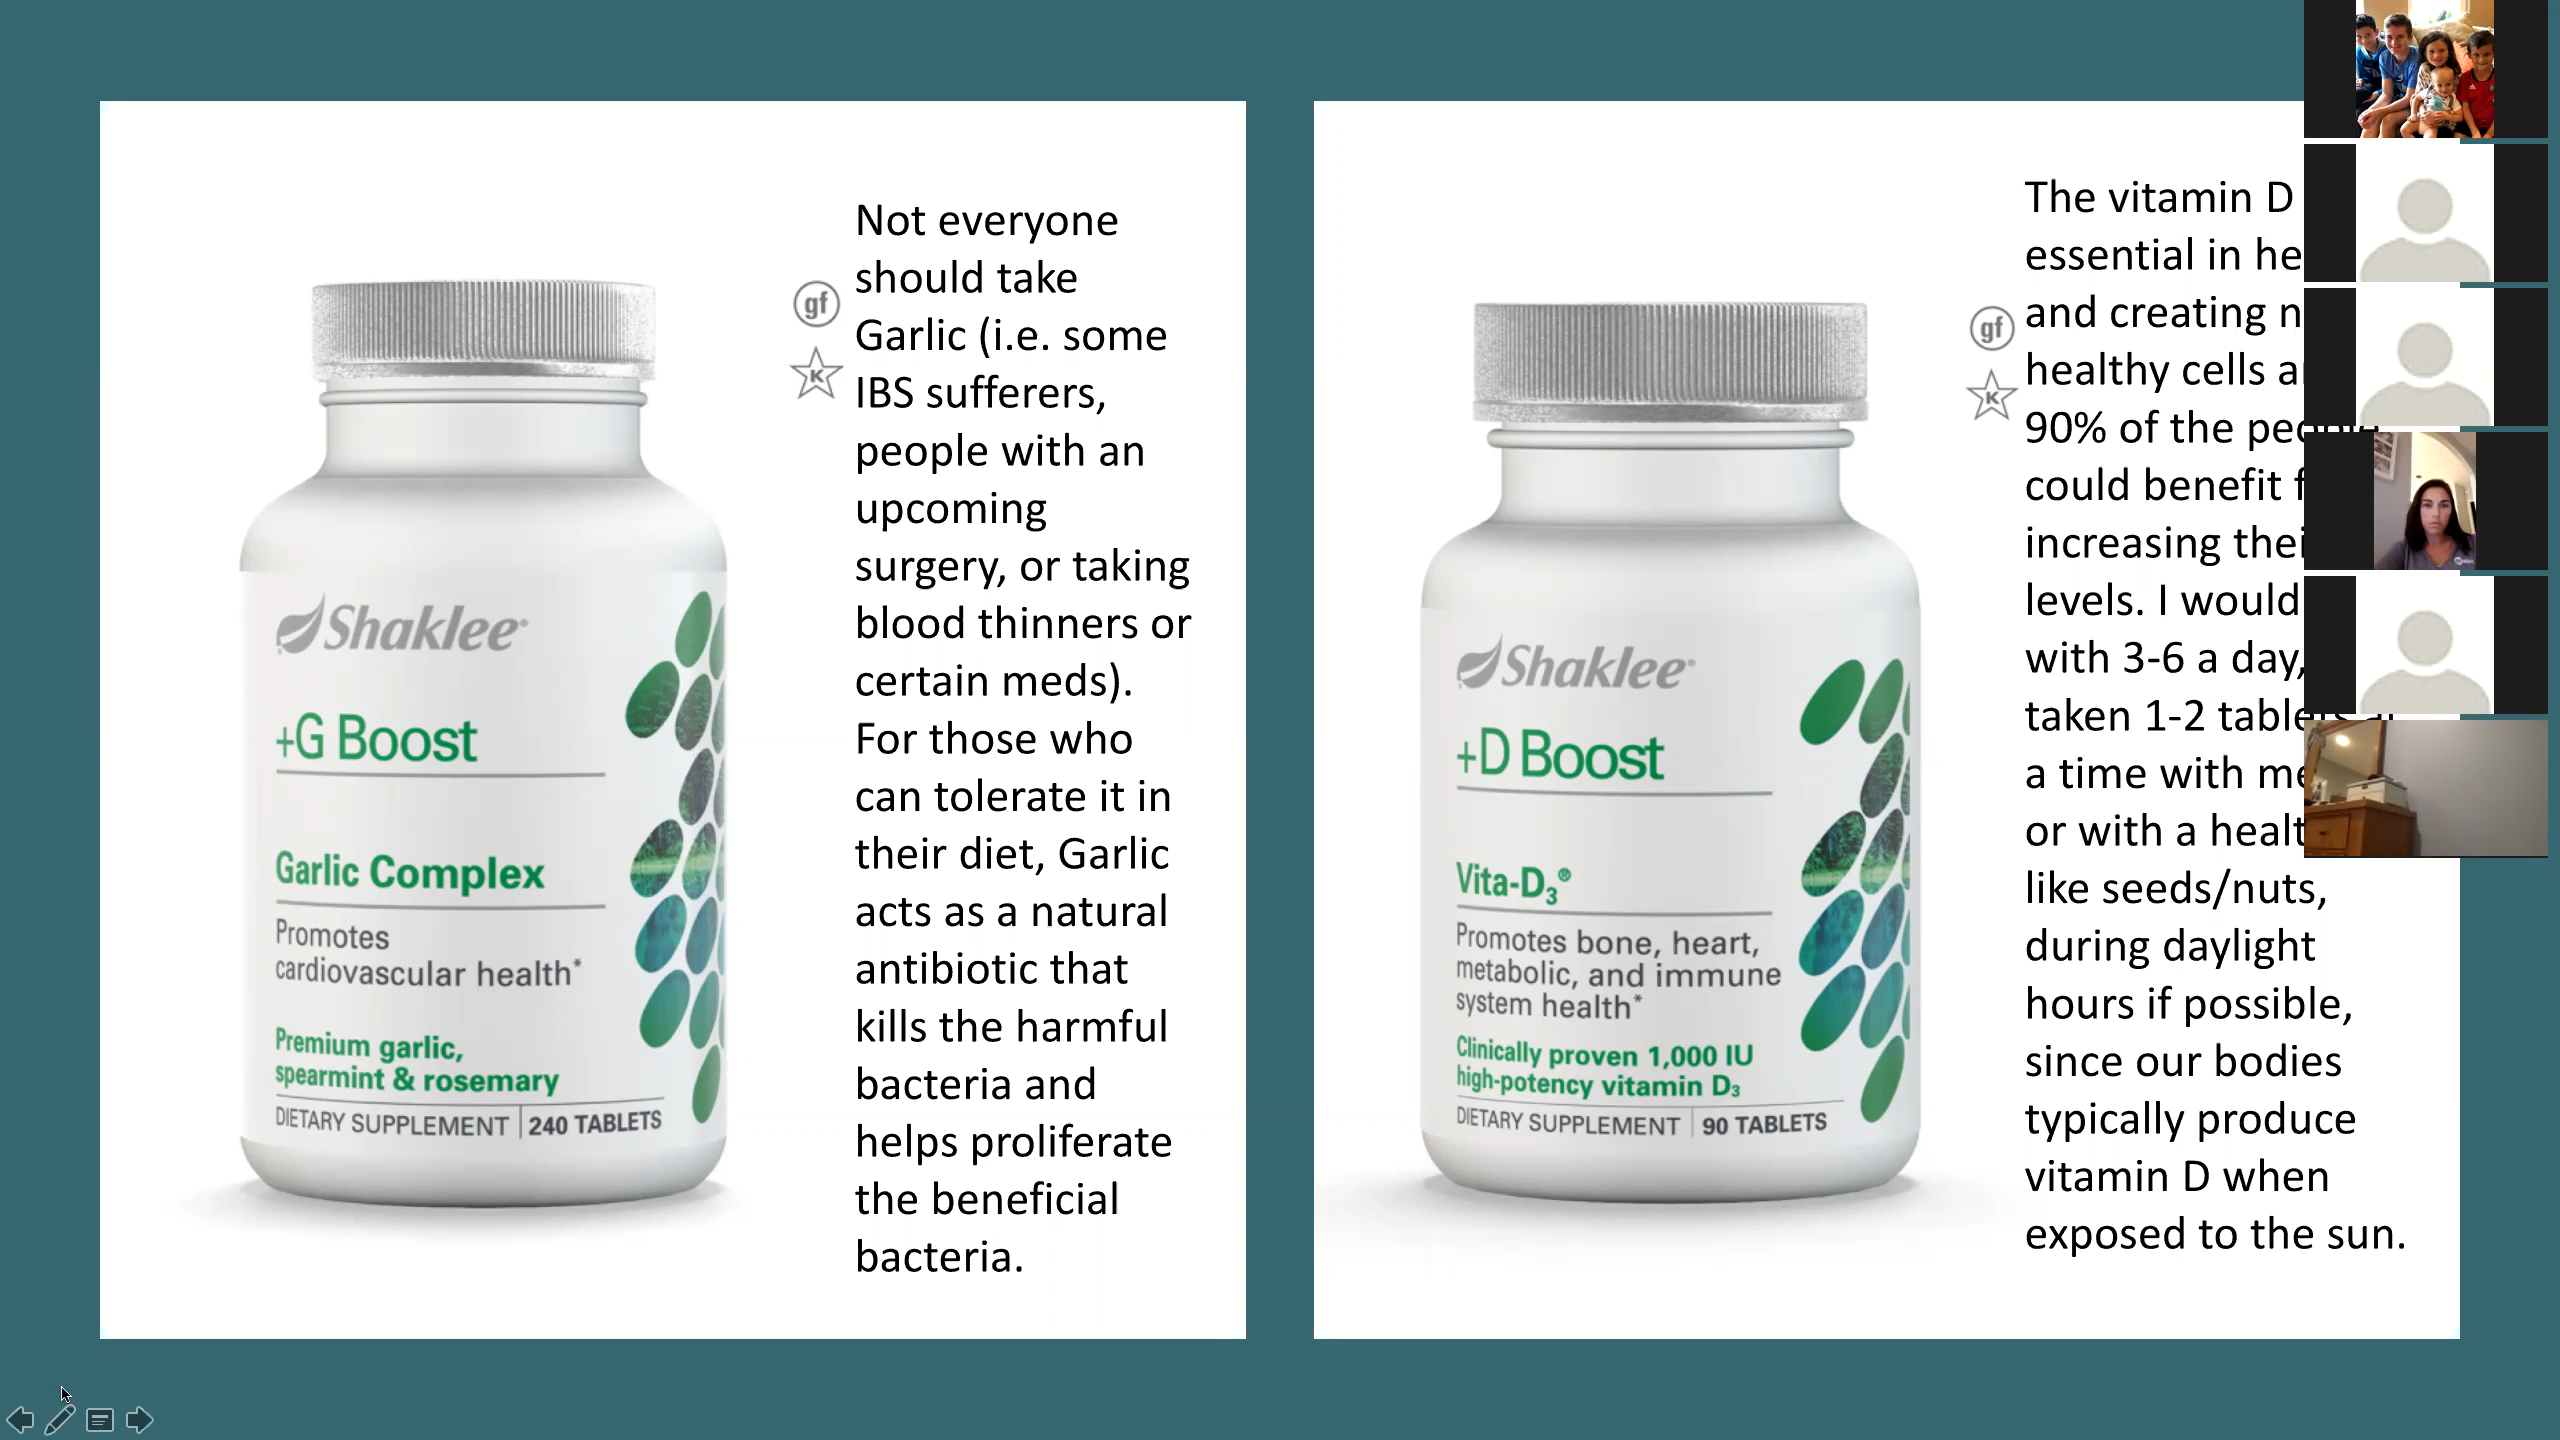 Not everyone
should take
Garlic (i.e. some
IBS sufferers,
people with an
upcoming
surgery, or taking
blood thinners or
certain meds).
For those who
can tolerate it in
their diet, Garlic
acts as a natural
antibiotic that
kills the harmful
bacteria and
helps proliferate
the beneficial
bacteria.
gf
K
Shaklee®
+G Boost
Garlic Complex
Promotes
cardiovascular health*
Premium garlic,
spearmint & rosemary
DIETARY SUPPLEMENT | 240 TABLETS
The vitamin D
essential in
and creating
healthy cells
90% of the people
could benefit
increasing
levels. I would
with 3-6 a day,
taken 1-2 tablets at
a time with
or with a
like seeds/nuts,
during daylight
hours if possible,
since our bodies
typically produce
vitamin D when
exposed to the sun.
gf
K
Shaklee®
+D Boost
Vita-D3®
Promotes bone, heart,
metabolic, and immune
system health*
Clinically proven 1,000 IU
high-potency vitamin D3
DIETARY SUPPLEMENT | 90 TABLETS